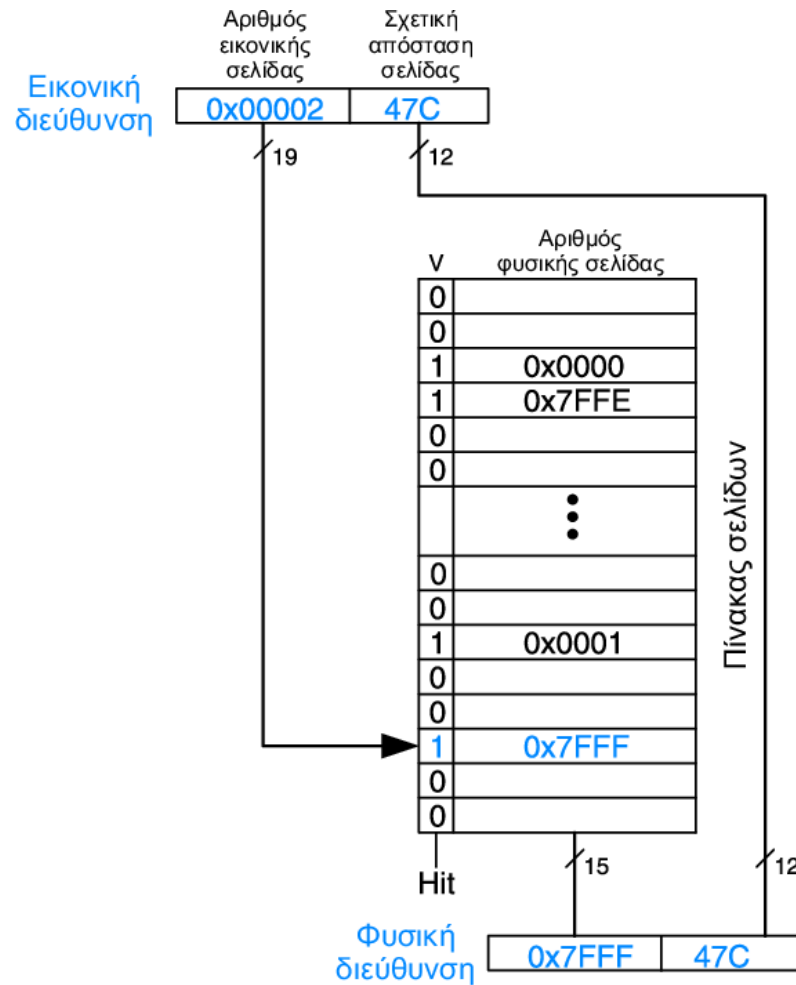 Αριθμός
εικονικής
σελίδας
Σχετική
απόσταση
σελίδας
Εικονική
διεύθυνση
0x00002
47C
19
12
V
Αριθμός
φυσικής σελίδας
0
0
1 0x0000
1 0x7FFE
0
0
0
0
1 0x0001
0
0
1 0x7FFF
0
0
Πίνακας σελίδων
Hit
15
12
Φυσική
διεύθυνση
0x7FFF
47C